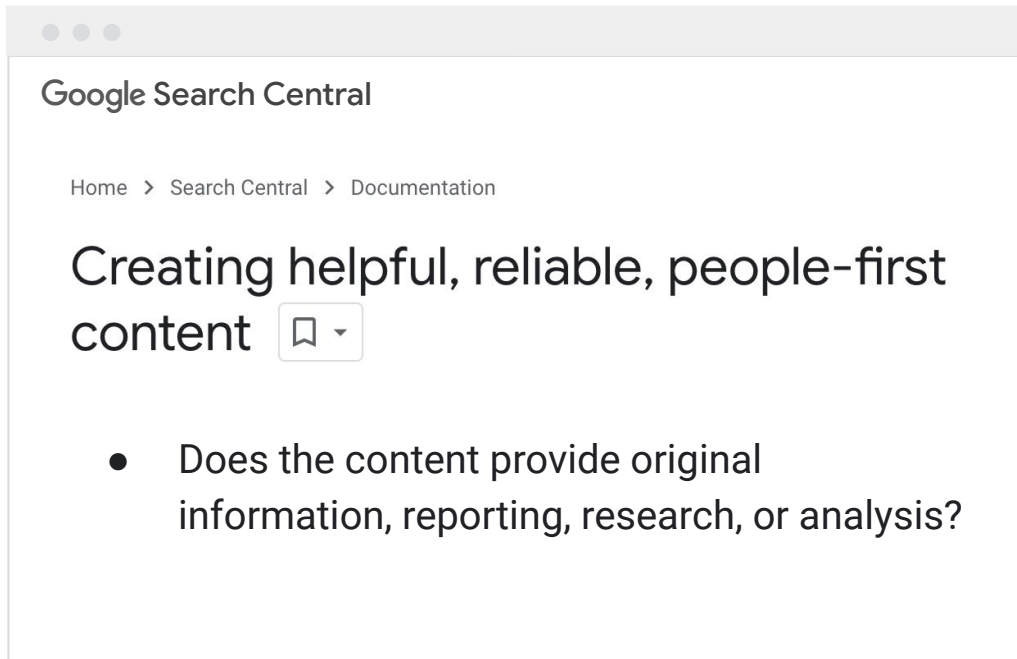 Google Search Central
Home > Search Central > Documentation
Creating helpful, reliable, people-first
content
● Does the content provide original
information, reporting, research, or analysis?